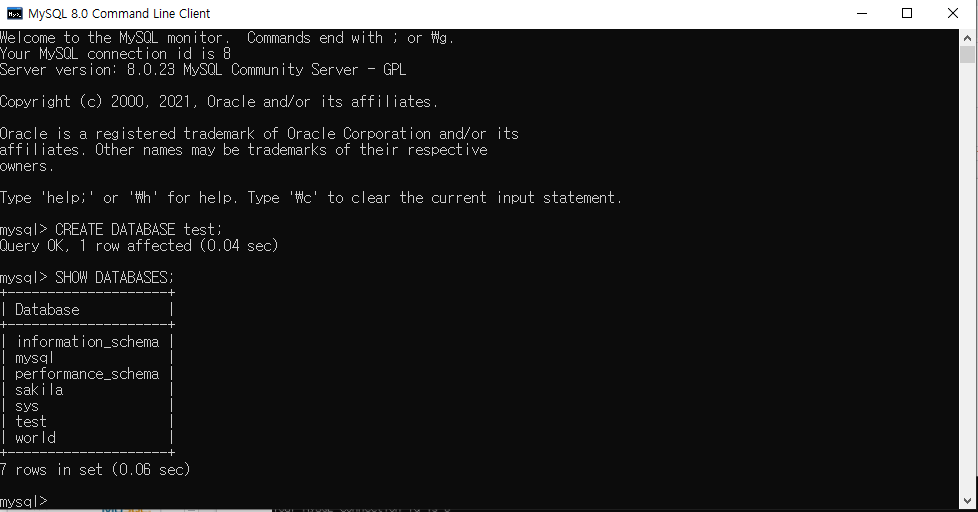 MySQL 8.0 Command Line Client
Welcome to the MySQL monitor.  Commands end with ; or ₩g.
Your MySQL connection id is 8
Server version: 8.0.23 MySQL Community Server - GPL
Copyright (c) 2000, 2021, Oracle and/or its affiliates.
Oracle is a registered trademark of Oracle Corporation and/or its
affiliates. Other names may be trademarks of their respective
owners.
Type 'help;' or '₩h' for help. Type '₩c' to clear the current input statement.
mysql> CREATE DATABASE test;
Query OK, 1 row affected (0.04 sec)
mysql> SHOW DATABASES;
+--------------------+
| Database           |
+--------------------+
| information_schema |
| mysql              |
| performance_schema |
| sakila             |
| sys                |
| test               |
| world              |
+--------------------+
7 rows in set (0.06 sec)
mysql>